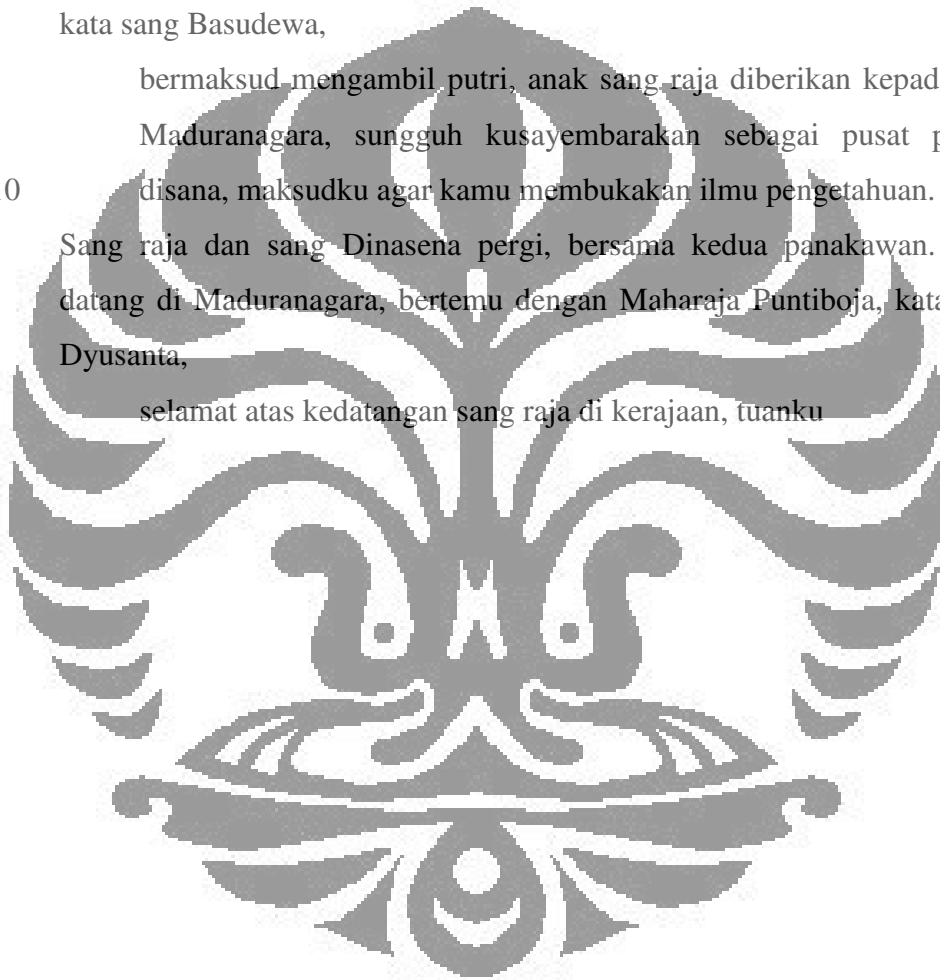 kata sang Basudewa,
bermaksud mengambil putri, anak sang raja diberikan kepad
Maduranagara, sungguh kusayembarakan sebagai pusat p
0 disana, maksudku agar kamu membukakan ilmu pengetahuan.
Sang raja dan sang Dinasena pergi, bersama kedua panakawan.
datang di Maduranagara, bertemu dengan Maharaja Puntiboja, kata
Dyusanta,
selamat atas kedatangan sang raja di kerajaan, tuanku